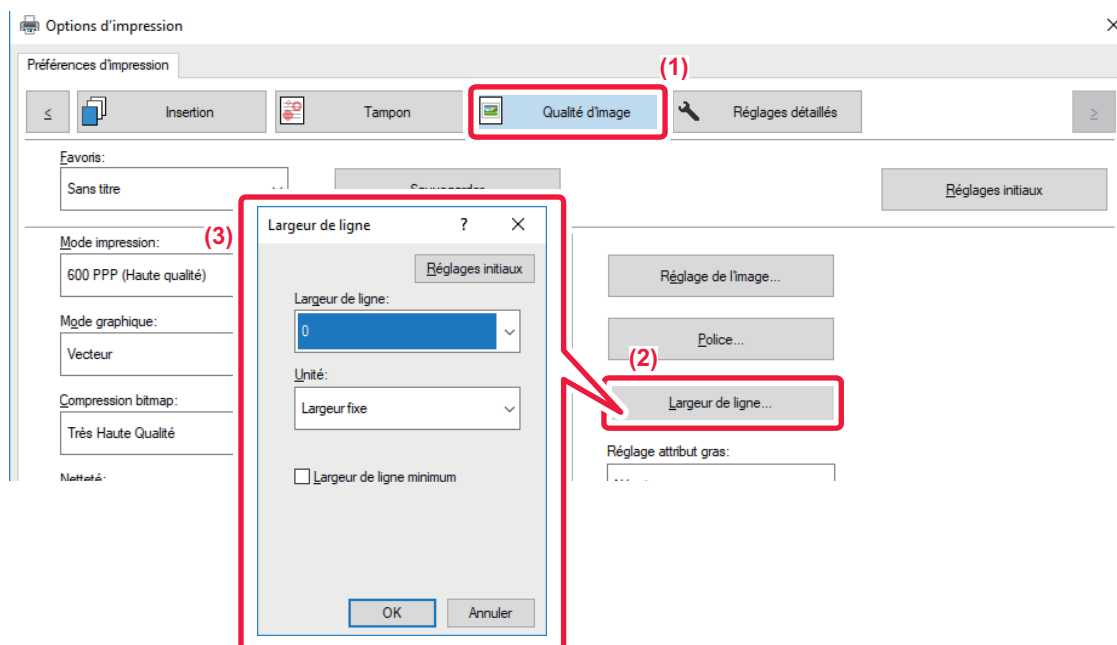 Options d'impression
Préférences d'impression
(1)
≤
Insertion
Tampon
Qualité d'image
Réglages détaillés
≥
Favoris:
Sans titre
Sauvegarder
Réglages initiaux
Mode impression:
600 PPP (Haute qualité)
Mode graphique:
Vecteur
Compression bitmap:
Très Haute Qualité
Netteté:
(3)
Largeur de ligne
?
Réglages initiaux
Largeur de ligne:
0
Unité:
Largeur fixe
Largeur de ligne minimum
OK
Annuler
Réglage de l'image...
Police...
(2)
Largeur de ligne...
Réglage attribut gras: